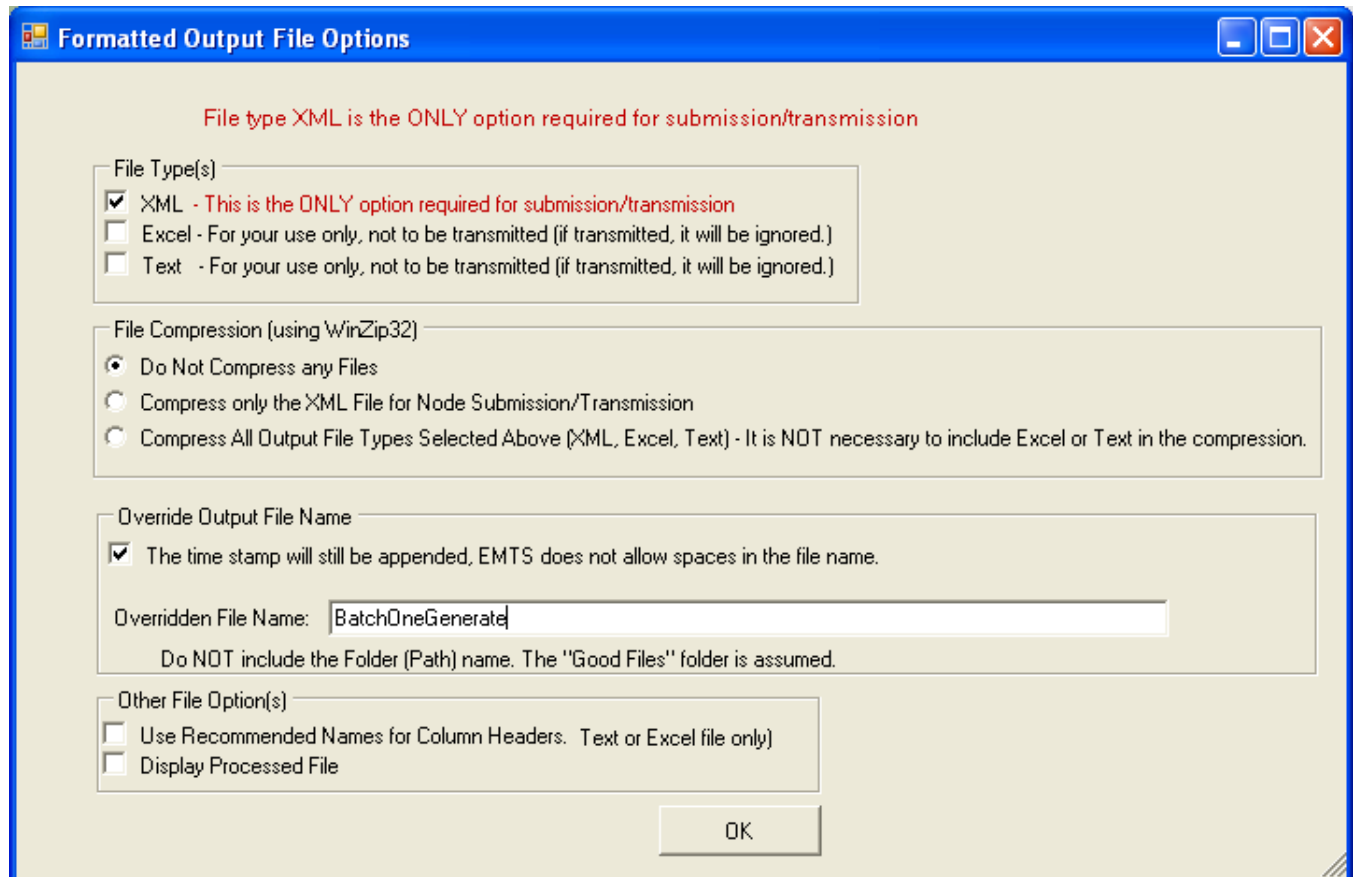 Formatted Output File Options
File type XML is the ONLY option required for submission/transmission
File Type(s)
XML - This is the ONLY option required for submission/transmission
Excel - For your use only, not to be transmitted (if transmitted, it will be ignored.)
Text - For your use only, not to be transmitted (if transmitted, it will be ignored.)
File Compression (using WinZip32)
Do Not Compress any Files
Compress only the XML File for Node Submission/Transmission
Compress All Output File Types Selected Above (XML, Excel, Text) - It is NOT necessary to include Excel or Text in the compression.
Override Output File Name
The time stamp will still be appended, EMTS does not allow spaces in the file name.
Overridden File Name: BatchOneGenerate
Do NOT include the Folder (Path) name. The "Good Files" folder is assumed.
Other File Option(s)
Use Recommended Names for Column Headers. Text or Excel file only)
Display Processed File
OK